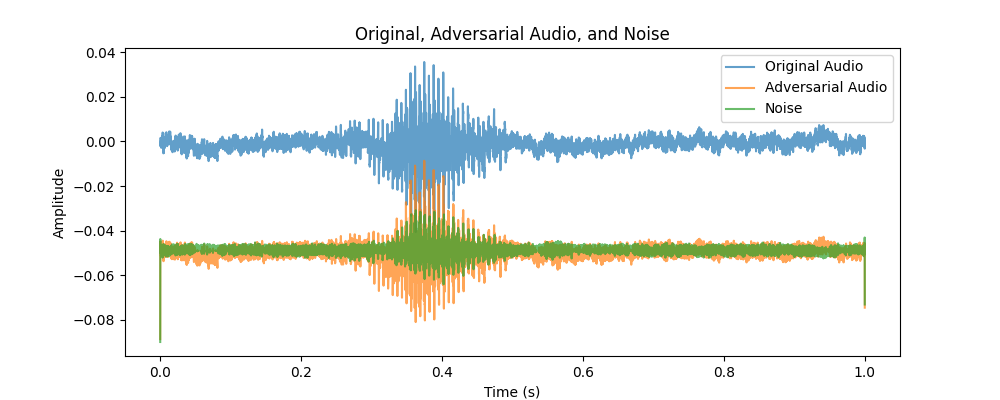 Original, Adversarial Audio, and Noise
Original Audio
Adversarial Audio
Noise
0.04
0.02
0.00
−0.02
−0.04
−0.06
−0.08
Amplitude
0.0 0.2 0.4 0.6 0.8 1.0
Time (s)